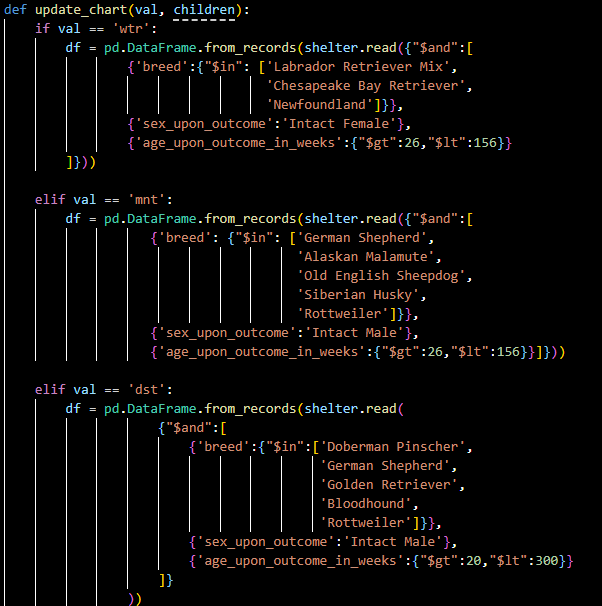 def update_chart(val, children):
if val == 'wtr':
df = pd.DataFrame.from_records(shelter.read({"$and":[
{'breed':{"$in": ['Labrador Retriever Mix',
'Chesapeake Bay Retriever',
'Newfoundland']}},
{'sex_upon_outcome':'Intact Female'},
{'age_upon_outcome_in_weeks':{"$gt":26,"$lt":156}}
]}))
elif val == 'mnt':
df = pd.DataFrame.from_records(shelter.read({"$and":[
{'breed': {"$in": ['German Shepherd',
'Alaskan Malamute',
'Old English Sheepdog',
'Siberian Husky',
'Rottweiler']}},
{'sex_upon_outcome':'Intact Male'},
{'age_upon_outcome_in_weeks':{"$gt":26,"$lt":156}}]}))
elif val == 'dst':
df = pd.DataFrame.from_records(shelter.read(
{"$and":[
{'breed':{"$in":['Doberman Pinscher',
'German Shepherd',
'Golden Retriever',
'Bloodhound',
'Rottweiler']}},
{'sex_upon_outcome':'Intact Male'},
{'age_upon_outcome_in_weeks':{"$gt":20,"$lt":300}}
]}
))